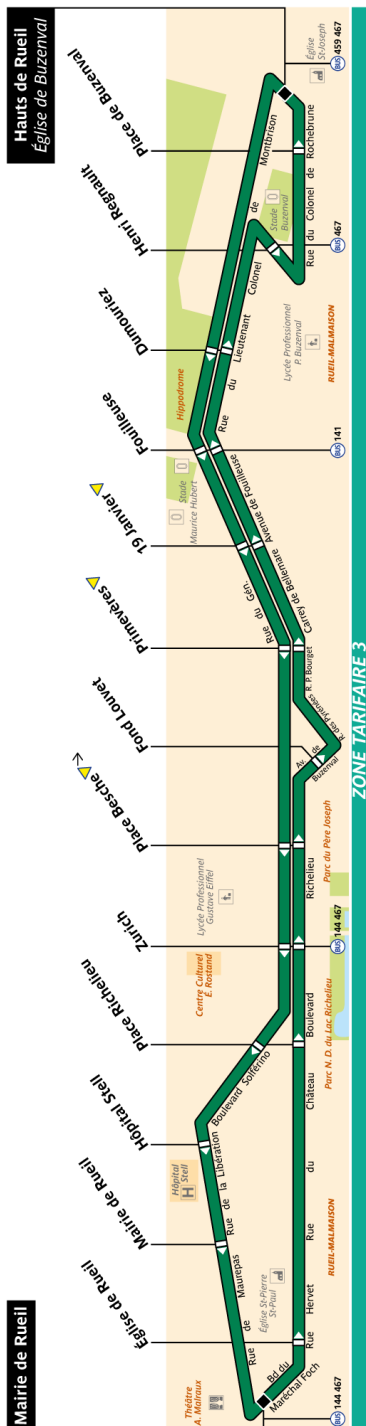 Mairie de Rueil
Hauts de Rueil
Église de Buzenval
Église de Rueil
Mairie de Rueil
Hôpital Stell
Place Richelieu
Zurich
Place Besche
Fond Louvet
Primevères
19 Janvier
Fouilleuse
Dumouriez
Henri Regnault
Place de Buzenval
Théâtre
A. Malraux
Hôpital
Stell
H
Centre Culturel
É. Rostand
Lycée Professionnel
Gustave Eiffel
Stade
Maurice Hubert
Hippodrome
Stade
Buzenval
Église
St-Joseph
Lycée Professionnel
P. Buzenval
Église St-Pierre
St-Paul
Rue de Maurepas
Rue de la Libération
Boulevard Solférino
Rue du Gén.
Carrey de Bellemare
Avenue de Fouilleuse
Rue du Lieutenant Colonel de Montbrison
Rue du Colonel de Rochebrune
Bd du
Maréchal Foch
Rue Hervet
Rue du Château
Boulevard Richelieu
Av. de
Buzenval
R. des Pyrénées
R. P. Bourget
RUEIL-MALMAISON
Parc N. D. du Lac Richelieu
Parc du Père Joseph
RUEIL-MALMAISON
BUS 144 467
BUS 144 467
BUS 141
BUS 467
BUS 459 467
ZONE TARIFAIRE 3